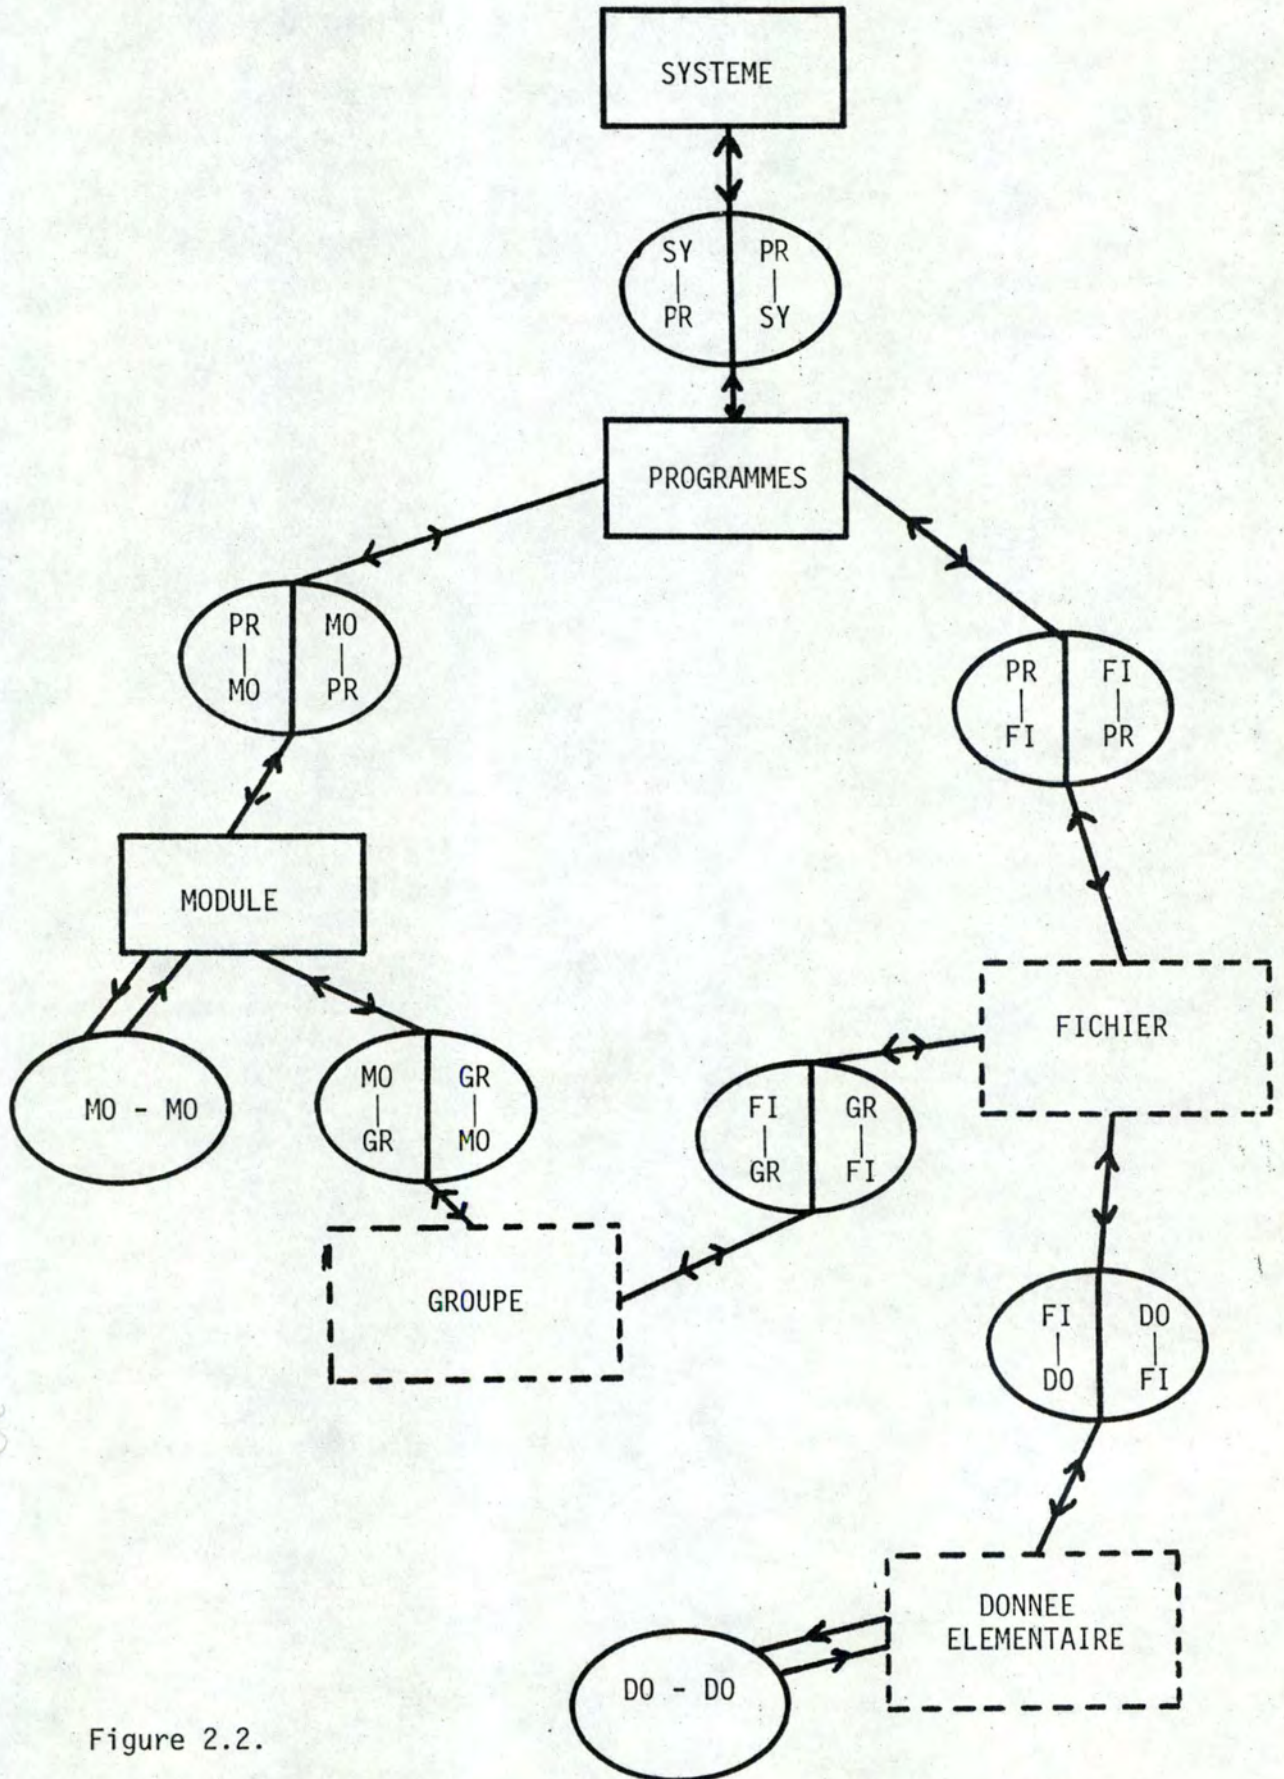 SYSTEME
SY PR
| |
PR SY
PROGRAMMES
PR MO
| |
MO PR
PR FI
| |
FI PR
MODULE
FICHIER
MO - MO
MO GR
| |
GR MO
FI GR
| |
GR FI
GROUPE
FI DO
| |
DO FI
DONNEE
ELEMENTAIRE
DO - DO
Figure 2.2.